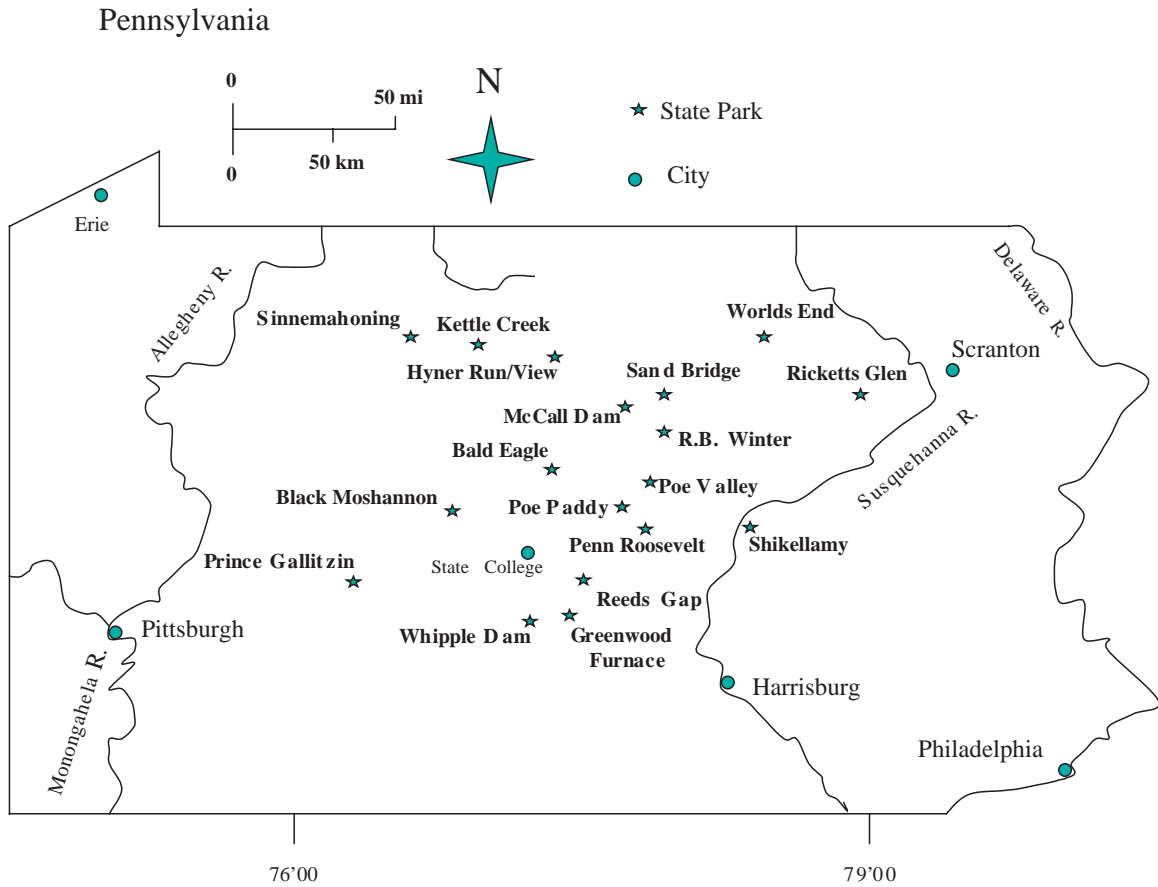 Pennsylvania
0
50 mi
N
0
50 km
State Park
City
Erie
Allegheny R.
Delaware R.
Sinnemahoning
Kettle Creek
Worlds End
Hyner Run/View
Sand Bridge
Ricketts Glen
Scranton
McCall Dam
R.B. Winter
Susquehanna R.
Bald Eagle
Black Moshannon
Poe Valley
Poe Paddy
Penn Roosevelt
Shikellamy
Prince Gallitzin
State College
Reeds Gap
Pittsburgh
Whipple Dam
Greenwood
Furnace
Monongahela R.
Harrisburg
Philadelphia
76'00
79'00